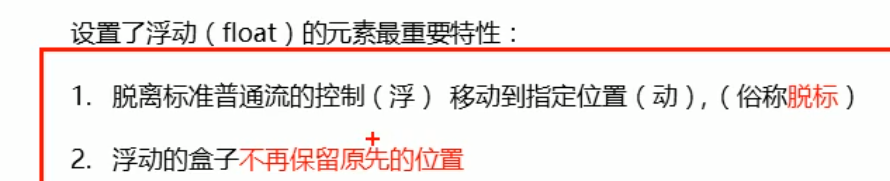 设置了浮动（float）的元素最重要特性：
1. 脱离标准普通流的控制（浮） 移动到指定位置（动），（俗称脱标）
2. 浮动的盒子不再保留原先的位置